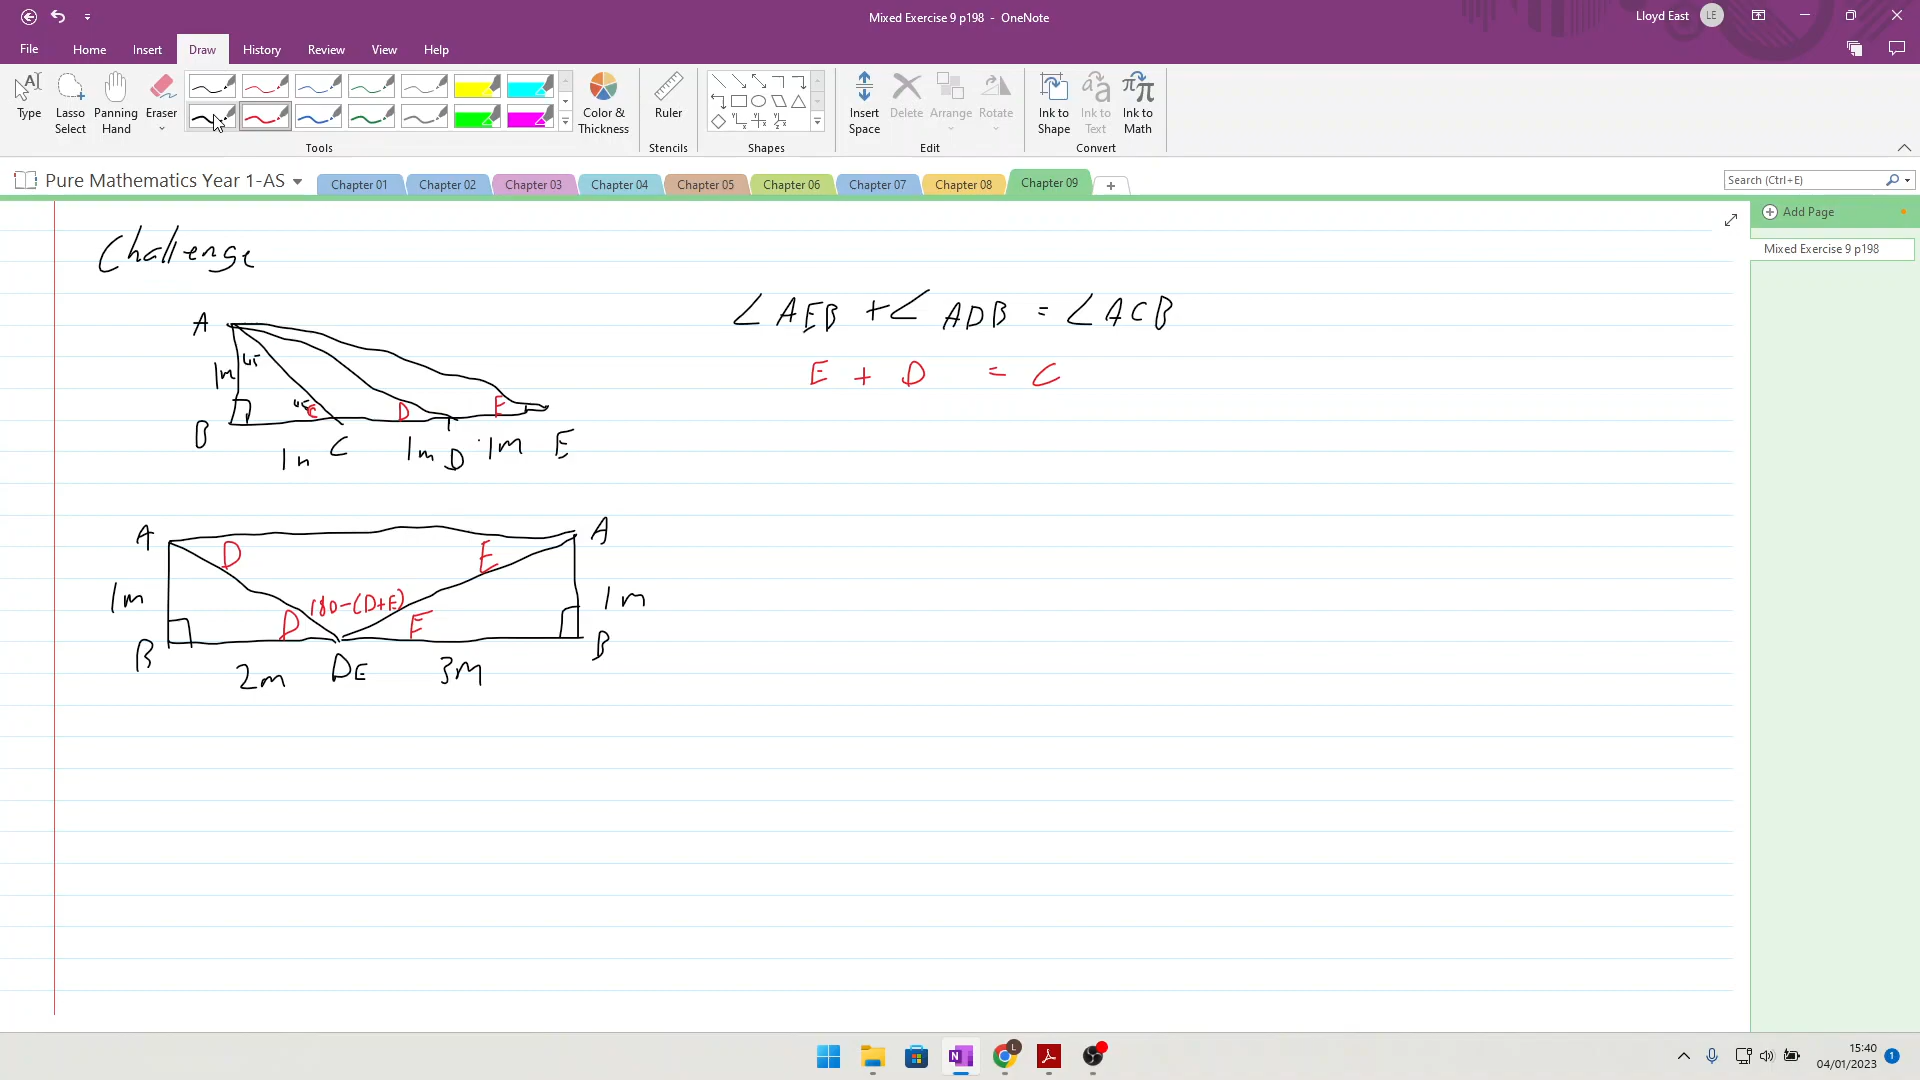 Mixed Exercise 9 p198 - OneNote
Lloyd East LE
File Home Insert Draw History Review View Help
Type Lasso Select Panning Hand Eraser Color & Thickness Ruler Insert Space Delete Arrange Rotate Ink to Shape Ink to Text Ink to Math
Tools Stencils Shapes Edit Convert
Pure Mathematics Year 1-AS Chapter 01 Chapter 02 Chapter 03 Chapter 04 Chapter 05 Chapter 06 Chapter 07 Chapter 08 Chapter 09 Search (Ctrl+E)
Add Page
Mixed Exercise 9 p198
Challenge
∠AEB + ∠ADB = ∠ACB
E + D = C
A
45
1m
45 C D E
B C D E
1m 1m 1m
A A
D E
1m 180-(D+E) 1m
D E
B DE B
2m 3m
15:40
04/01/2023